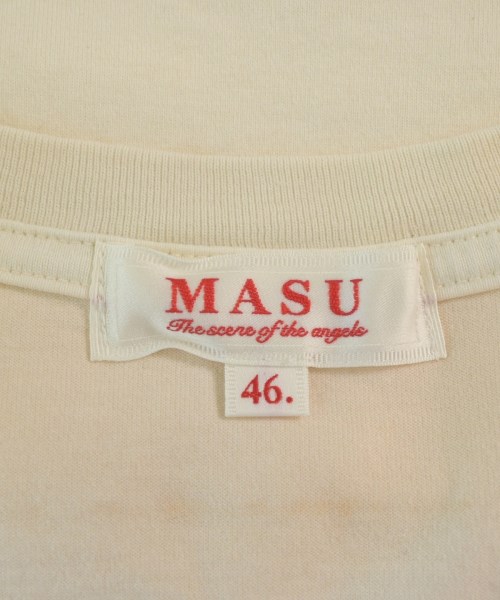 MASU
The scene of the angels
46.